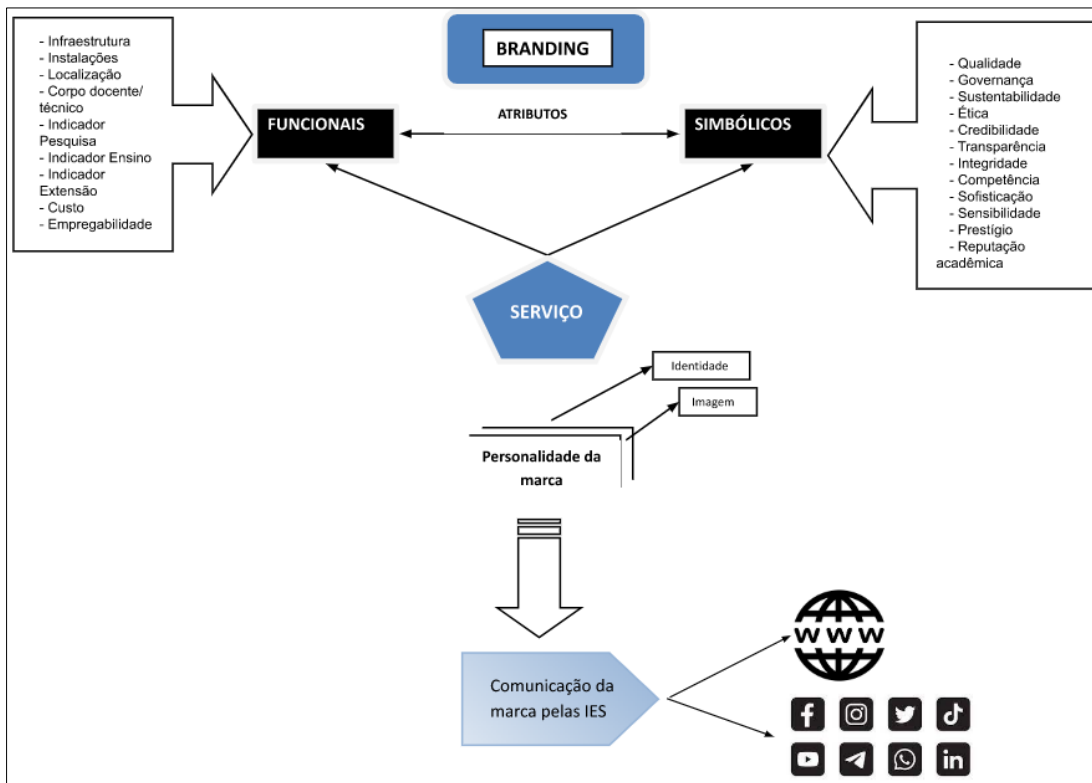 BRANDING
- Infraestrutura
- Instalações
- Localização
- Corpo docente/
técnico
- Indicador
Pesquisa
- Indicador Ensino
- Indicador
Extensão
- Custo
- Empregabilidade
FUNCIONAIS
ATRIBUTOS
SIMBÓLICOS
- Qualidade
- Governança
- Sustentabilidade
- Ética
- Credibilidade
- Transparência
- Integridade
- Competência
- Sofisticação
- Sensibilidade
- Prestígio
- Reputação
acadêmica
SERVIÇO
Identidade
Imagem
Personalidade da
marca
Comunicação da
marca pelas IES
WWW